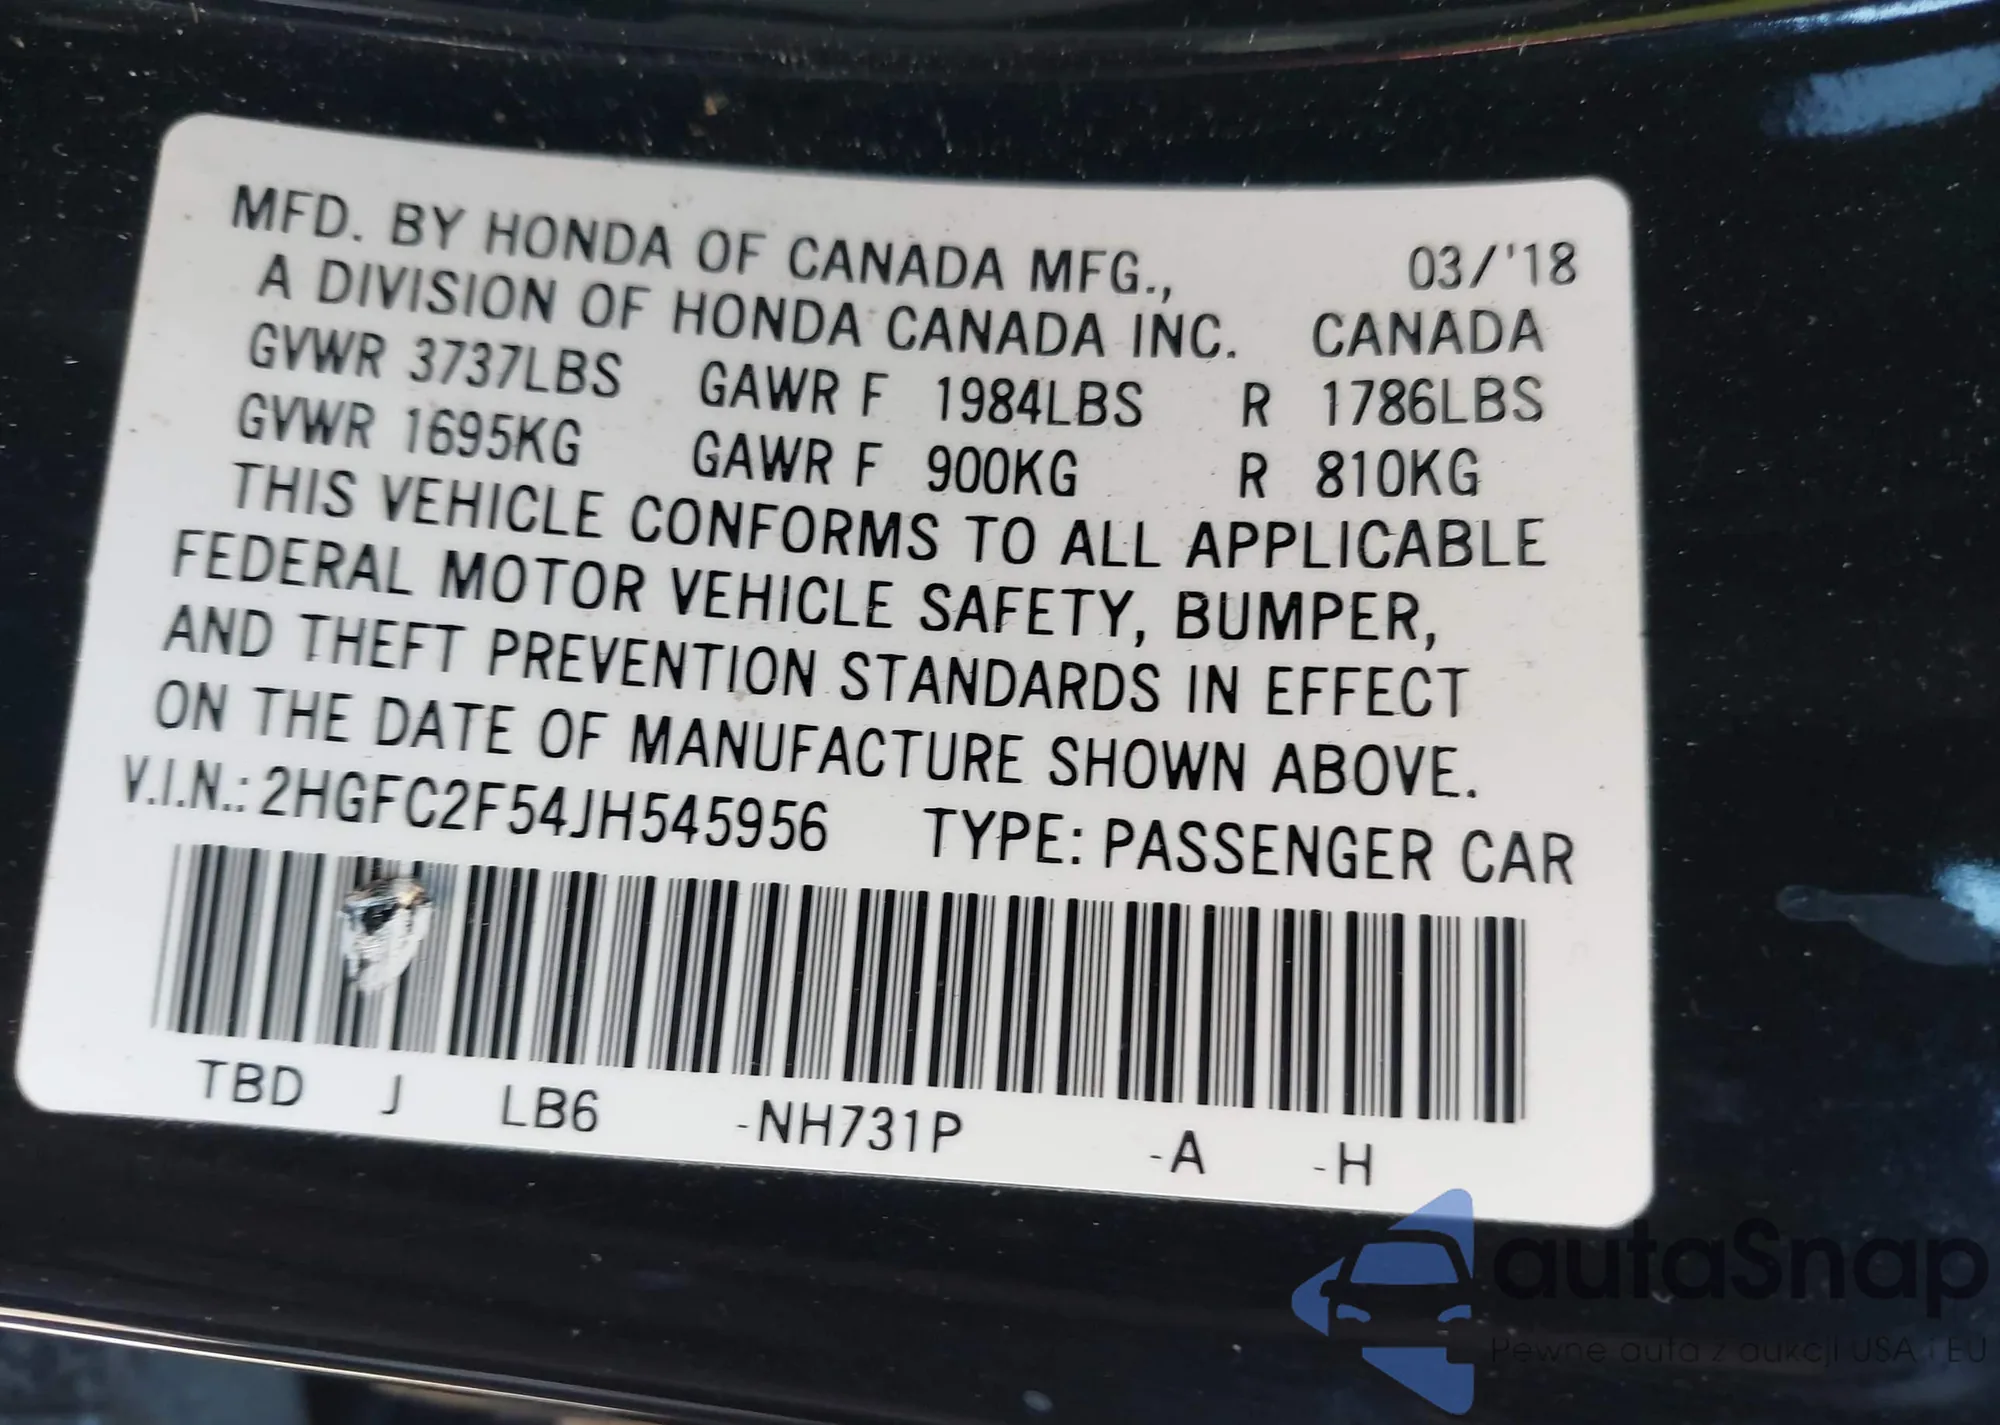 MFD. BY HONDA OF CANADA MFG., 03/'18
A DIVISION OF HONDA CANADA INC. CANADA
GVWR 3737LBS GAWR F 1984LBS R 1786LBS
GVWR 1695KG GAWR F 900KG R 810KG
THIS VEHICLE CONFORMS TO ALL APPLICABLE
FEDERAL MOTOR VEHICLE SAFETY, BUMPER,
AND THEFT PREVENTION STANDARDS IN EFFECT
ON THE DATE OF MANUFACTURE SHOWN ABOVE.
V.I.N.: 2HGFC2F54JH545956 TYPE: PASSENGER CAR
TBD J LB6 -NH731P -A -H
autaSnap
Pewne auta z aukcji USA i EU